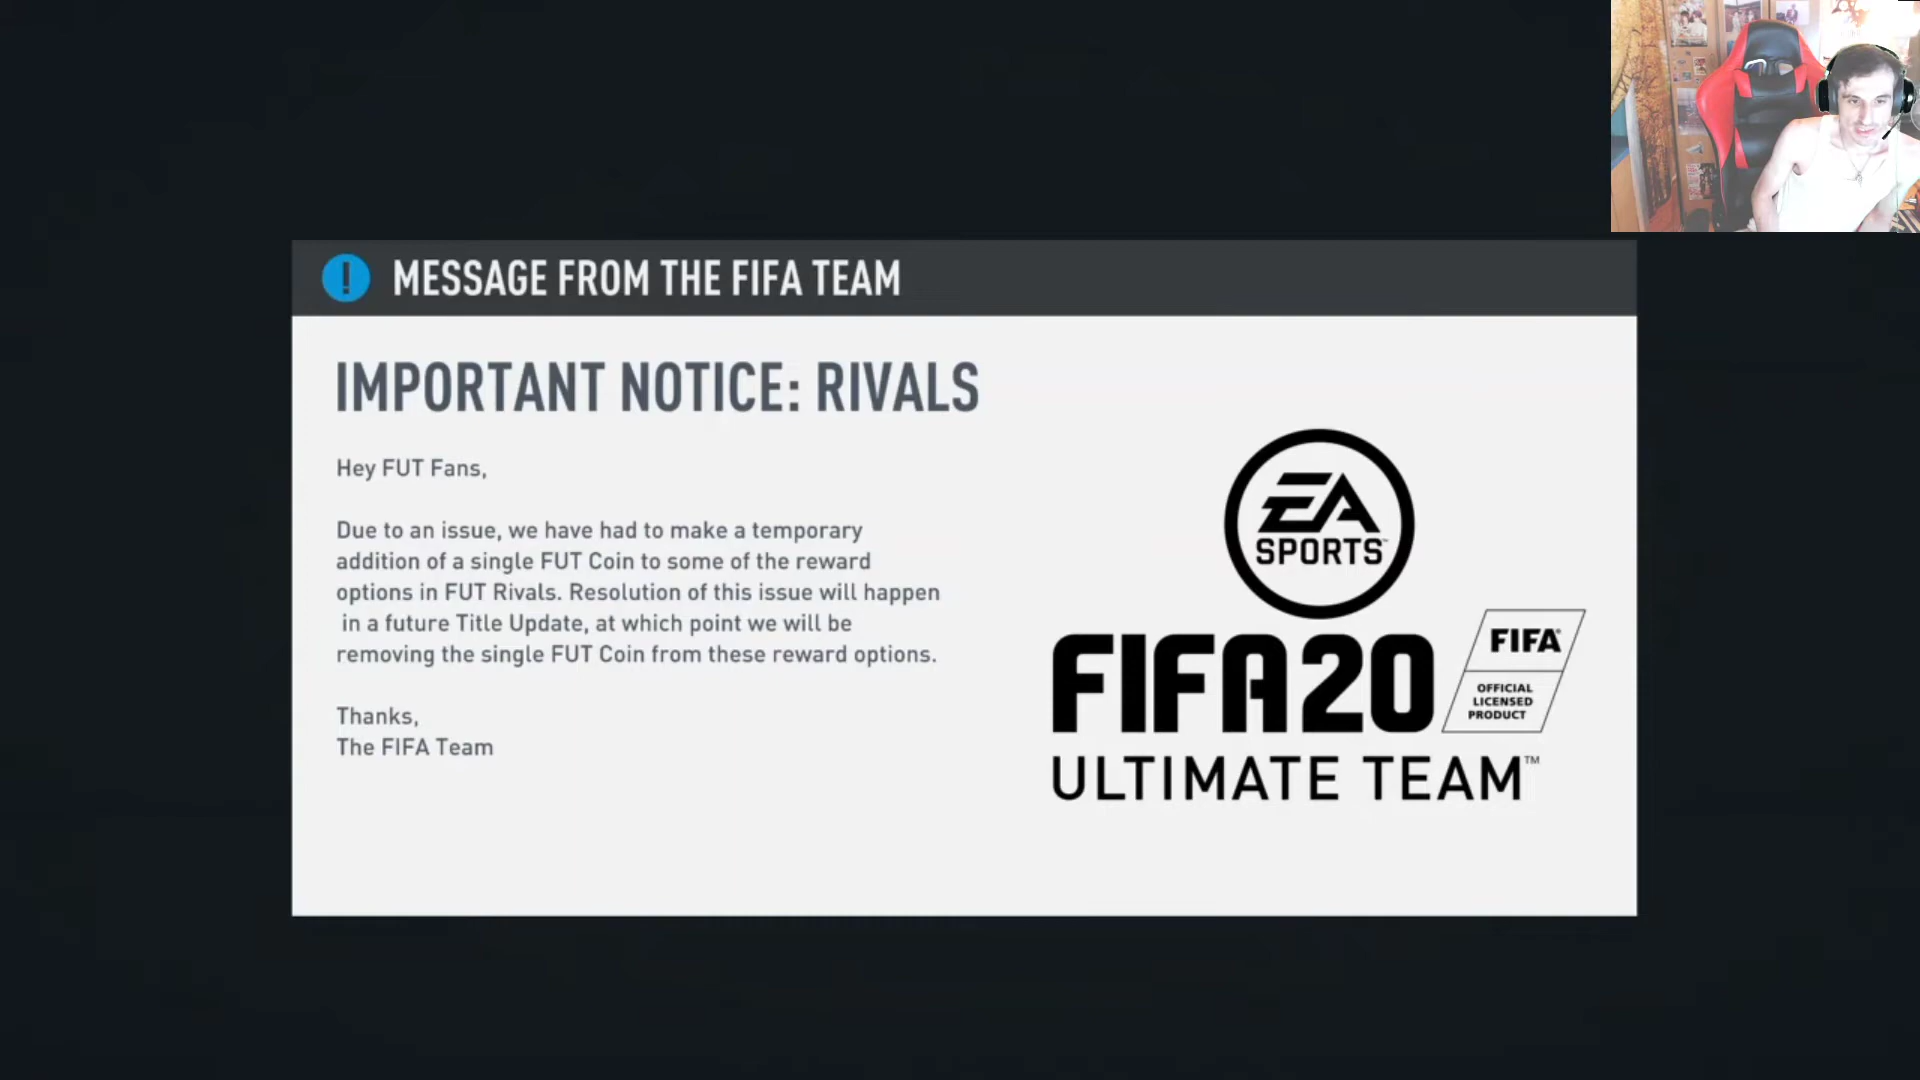 MESSAGE FROM THE FIFA TEAM
IMPORTANT NOTICE: RIVALS
Hey FUT Fans,
Due to an issue, we have had to make a temporary
addition of a single FUT Coin to some of the reward
options in FUT Rivals. Resolution of this issue will happen
in a future Title Update, at which point we will be
removing the single FUT Coin from these reward options.
Thanks,
The FIFA Team
EA
SPORTS™
FIFA 20
FIFA®
OFFICIAL
LICENSED
PRODUCT
ULTIMATE TEAM™